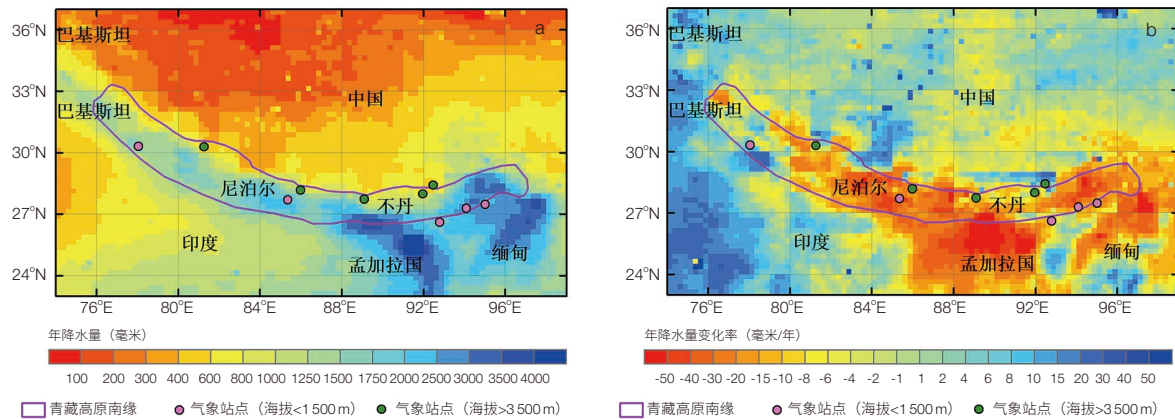 a
36°N
33°N
30°N
27°N
24°N
76°E 80°E 84°E 88°E 92°E 96°E
巴基斯坦
巴基斯坦
中国
尼泊尔
不丹
印度
孟加拉国
缅甸
年降水量（毫米）
100 200 300 400 600 800 1000 1250 1500 1750 2000 2500 3000 3500 4000
青藏高原南缘 气象站点（海拔<1 500 m） 气象站点（海拔>3 500 m）
b
36°N
33°N
30°N
27°N
24°N
76°E 80°E 84°E 88°E 92°E 96°E
巴基斯坦
巴基斯坦
中国
尼泊尔
不丹
印度
孟加拉国
缅甸
年降水量变化率（毫米/年）
-50 -40 -30 -20 -15 -10 -8 -6 -4 -2 -1 1 2 4 6 8 10 15 20 30 40 50
青藏高原南缘 气象站点（海拔<1 500 m） 气象站点（海拔>3 500 m）